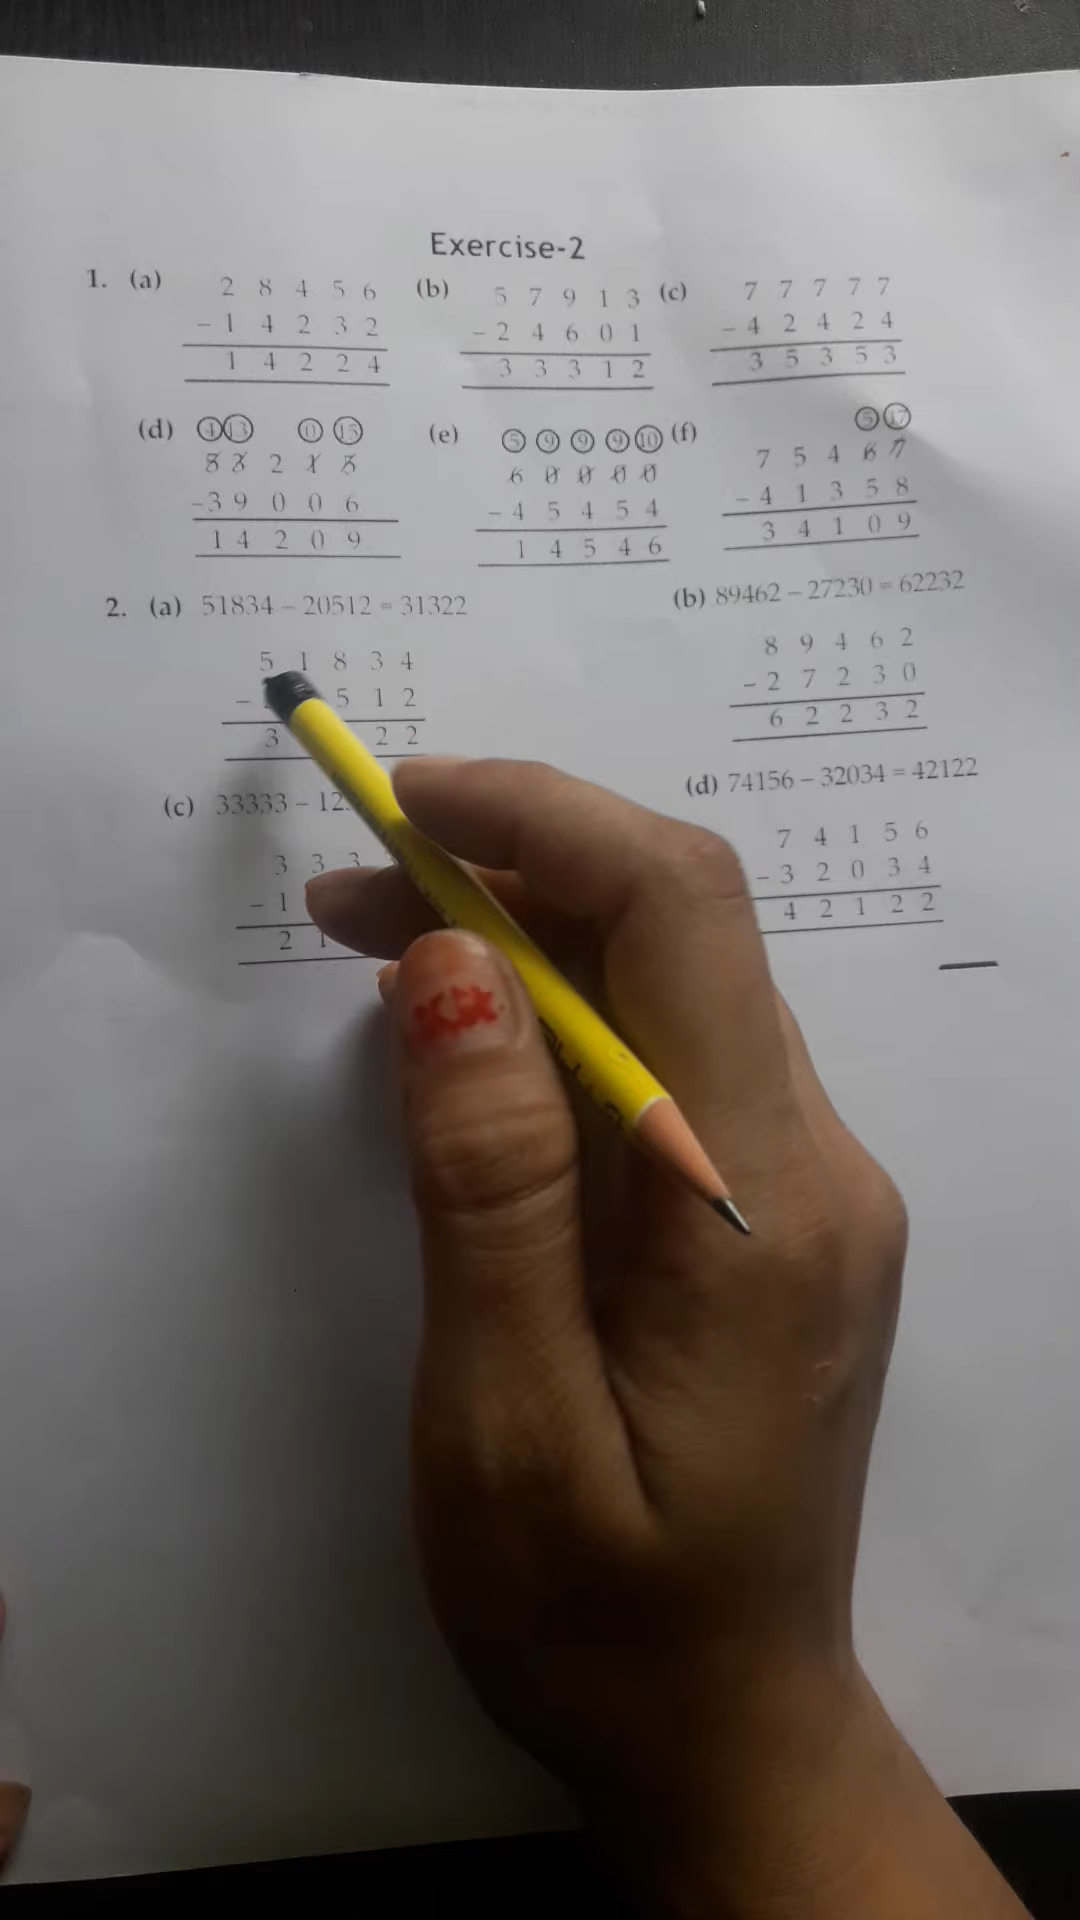 Exercise-2
1. (a) 2 8 4 5 6 (b) 5 7 9 1 3 (c) 7 7 7 7 7
– 1 4 2 3 2 – 2 4 6 0 1 – 4 2 4 2 4
1 4 2 2 4 3 3 3 1 2 3 5 3 5 3
(d) 4 13 0 15 (e) 5 9 9 9 10 (f) 5 17
5 3 2 1 5 6 0 0 0 0 7 5 4 6 7
–3 9 0 0 6 – 4 5 4 5 4 – 4 1 3 5 8
1 4 2 0 9 1 4 5 4 6 3 4 1 0 9
2. (a) 51834 – 20512 = 31322 (b) 89462 – 27230 = 62232
5 1 8 3 4 8 9 4 6 2
– 5 1 2 – 2 7 2 3 0
3 2 2 6 2 2 3 2
(c) 33333 – 12 (d) 74156 – 32034 = 42122
3 3 3 7 4 1 5 6
– 1 – 3 2 0 3 4
2 1 4 2 1 2 2